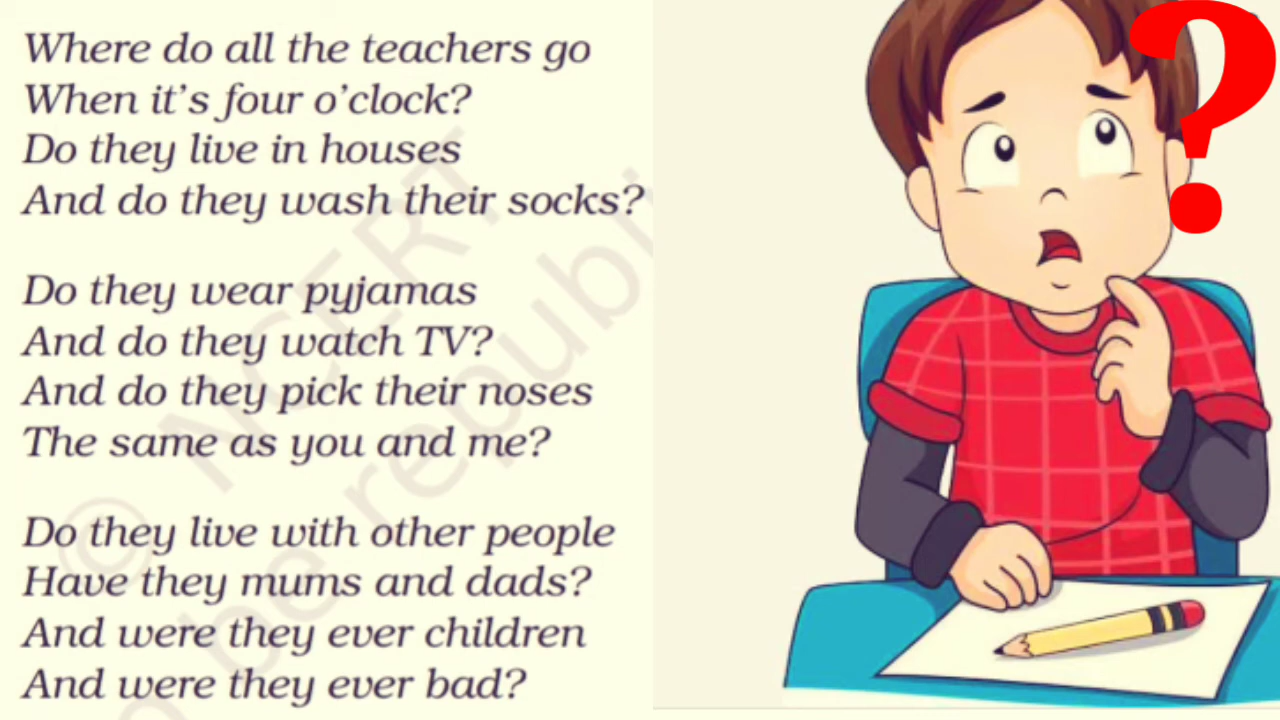 Where do all the teachers go
When it's four o'clock?
Do they live in houses
And do they wash their socks?
Do they wear pyjamas
And do they watch TV?
And do they pick their noses
The same as you and me?
Do they live with other people
Have they mums and dads?
And were they ever children
And were they ever bad?
?
© NCERT
be republi